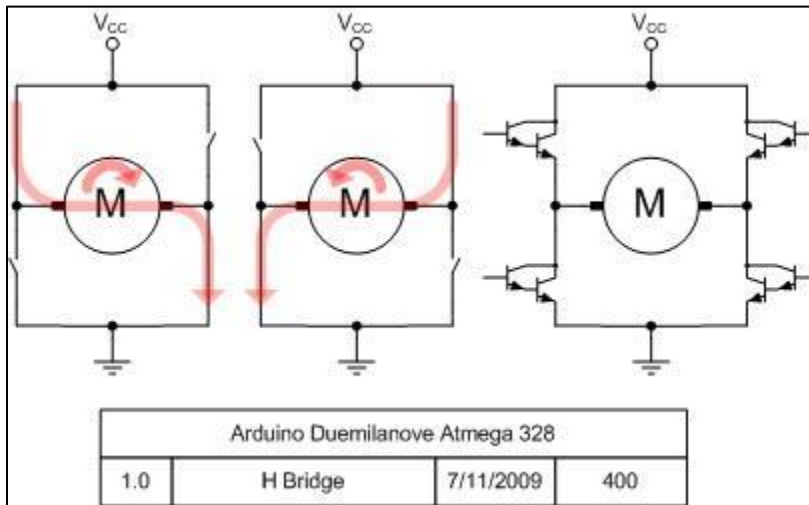 Vcc Vcc Vcc
M M M
Arduino Duemilanove Atmega 328
1.0 H Bridge 7/11/2009 400